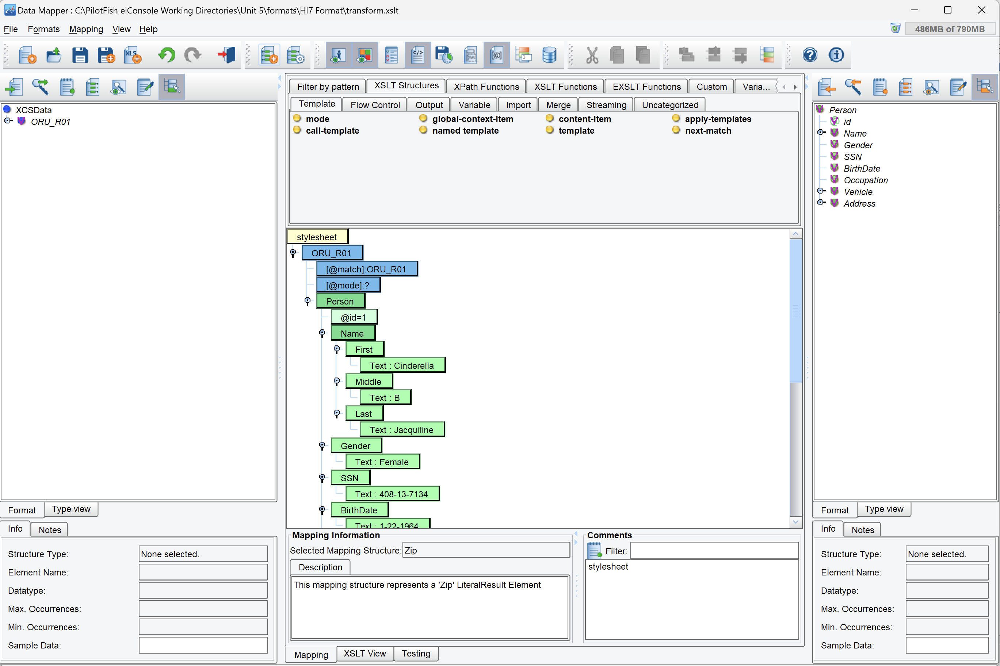 Data Mapper : C:\PilotFish eiConsole Working Directories\Unit 5\formats\Hl7 Format\transform.xslt
File Formats Mapping View Help
486MB of 790MB
XLS
Filter by pattern XSLT Structures XPath Functions XSLT Functions EXSLT Functions Custom Varia...
Template Flow Control Output Variable Import Merge Streaming Uncategorized
mode global-context-item content-item apply-templates
call-template named template template next-match
XCSData
ORU_R01
stylesheet
ORU_R01
[@match]:ORU_R01
[@mode]:?
Person
@id=1
Name
First
Text : Cinderella
Middle
Text : B
Last
Text : Jacquiline
Gender
Text : Female
SSN
Text : 408-13-7134
BirthDate
Text : 1-22-1964
Person
id
Name
Gender
SSN
BirthDate
Occupation
Vehicle
Address
Format Type view
Info Notes
Structure Type: None selected.
Element Name:
Datatype:
Max. Occurrences:
Min. Occurrences:
Sample Data:
Mapping Information
Selected Mapping Structure: Zip
Description
This mapping structure represents a 'Zip' LiteralResult Element
Comments
Filter:
stylesheet
Mapping XSLT View Testing
Format Type view
Info Notes
Structure Type: None selected.
Element Name:
Datatype:
Max. Occurrences:
Min. Occurrences:
Sample Data: